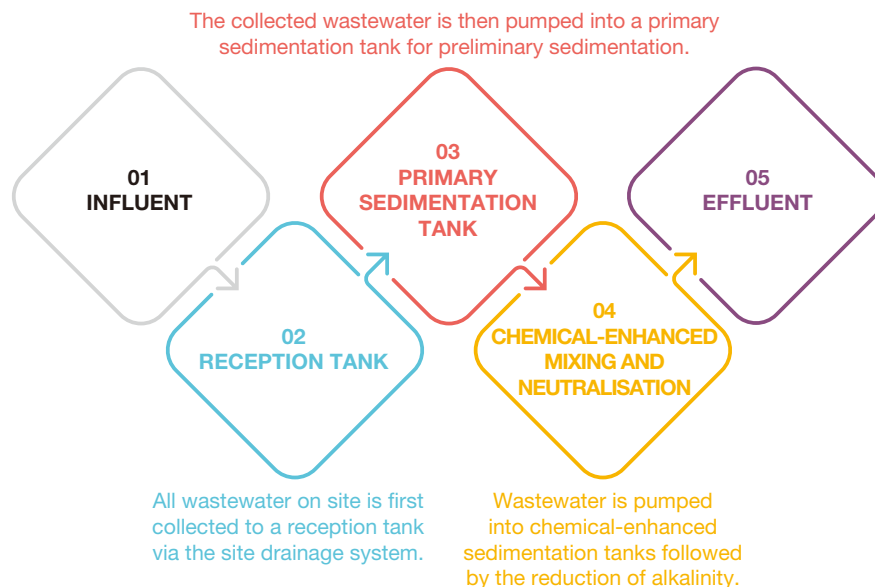 The collected wastewater is then pumped into a primary
sedimentation tank for preliminary sedimentation.
01
INFLUENT
02
RECEPTION TANK
All wastewater on site is first
collected to a reception tank
via the site drainage system.
03
PRIMARY
SEDIMENTATION
TANK
04
CHEMICAL-ENHANCED
MIXING AND
NEUTRALISATION
Wastewater is pumped
into chemical-enhanced
sedimentation tanks followed
by the reduction of alkalinity.
05
EFFLUENT